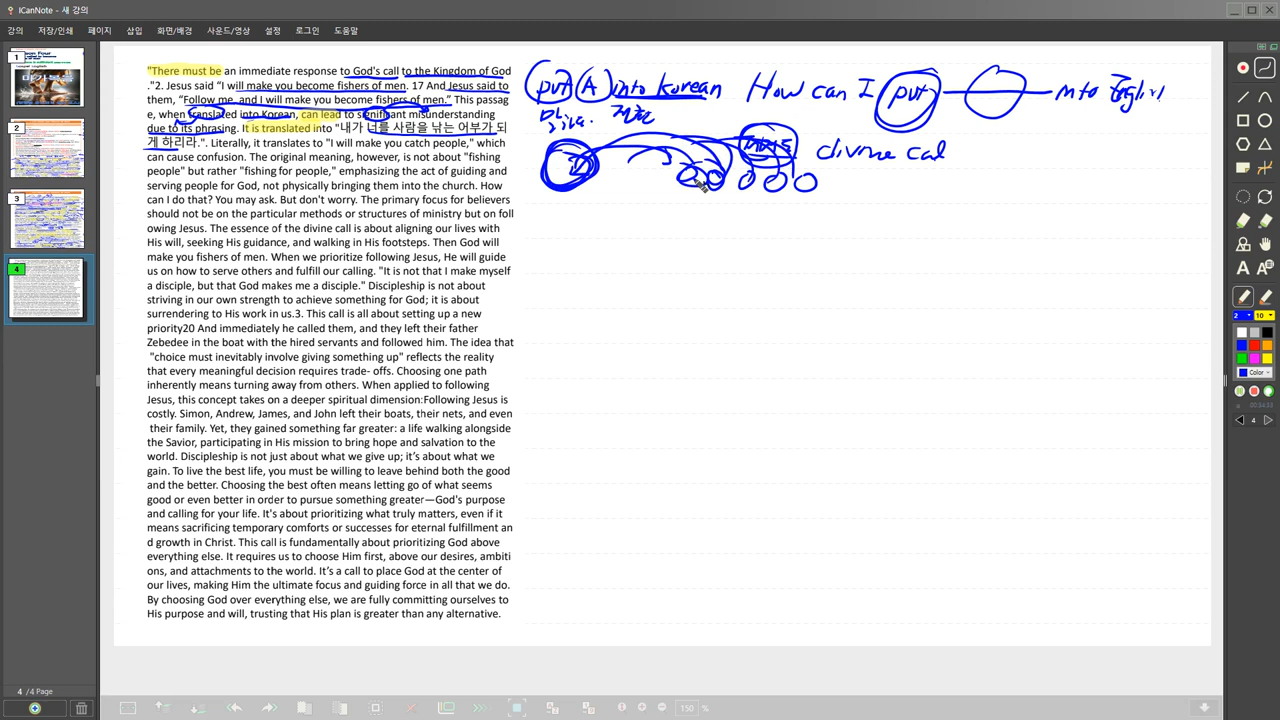 ICanNote - 새 강의
강의 저장/인쇄 페이지 삽입 화면/배경 사운드/영상 설정 로그인 도움말
"There must be an immediate response to God's call to the Kingdom of God
."2. Jesus said "I will make you become fishers of men. 17 And Jesus said to
them, "Follow me, and I will make you become fishers of men." This passag
e, when translated into Korean, can lead to significant misunderstanding
due to its phrasing. It is translated into "내가 너를 사람을 낚는 어부가 되
게 하리라.". Literally, it translates to "I will make you catch people," which
can cause confusion. The original meaning, however, is not about "fishing
people" but rather "fishing for people," emphasizing the act of guiding and
serving people for God, not physically bringing them into the church. How
can I do that? You may ask. But don't worry. The primary focus for believers
should not be on the particular methods or structures of ministry but on foll
owing Jesus. The essence of the divine call is about aligning our lives with
His will, seeking His guidance, and walking in His footsteps. Then God will
make you fishers of men. When we prioritize following Jesus, He will guide
us on how to serve others and fulfill our calling. "It is not that I make myself
a disciple, but that God makes me a disciple." Discipleship is not about
striving in our own strength to achieve something for God; it is about
surrendering to His work in us.3. This call is all about setting up a new
priority20 And immediately he called them, and they left their father
Zebedee in the boat with the hired servants and followed him. The idea that
"choice must inevitably involve giving something up" reflects the reality
that every meaningful decision requires trade- offs. Choosing one path
inherently means turning away from others. When applied to following
Jesus, this concept takes on a deeper spiritual dimension:Following Jesus is
costly. Simon, Andrew, James, and John left their boats, their nets, and even
their family. Yet, they gained something far greater: a life walking alongside
the Savior, participating in His mission to bring hope and salvation to the
world. Discipleship is not just about what we give up; it's about what we
gain. To live the best life, you must be willing to leave behind both the good
and the better. Choosing the best often means letting go of what seems
good or even better in order to pursue something greater—God's purpose
and calling for your life. It's about prioritizing what truly matters, even if it
means sacrificing temporary comforts or successes for eternal fulfillment an
d growth in Christ. This call is fundamentally about prioritizing God above
everything else. It requires us to choose Him first, above our desires, ambiti
ons, and attachments to the world. It's a call to place God at the center of
our lives, making Him the ultimate focus and guiding force in all that we do.
By choosing God over everything else, we are fully committing ourselves to
His purpose and will, trusting that His plan is greater than any alternative.
put A into Korean How can I put into English
divine call
1
2
3
4
2 10
Color
4
4 / 4 Page
150 %